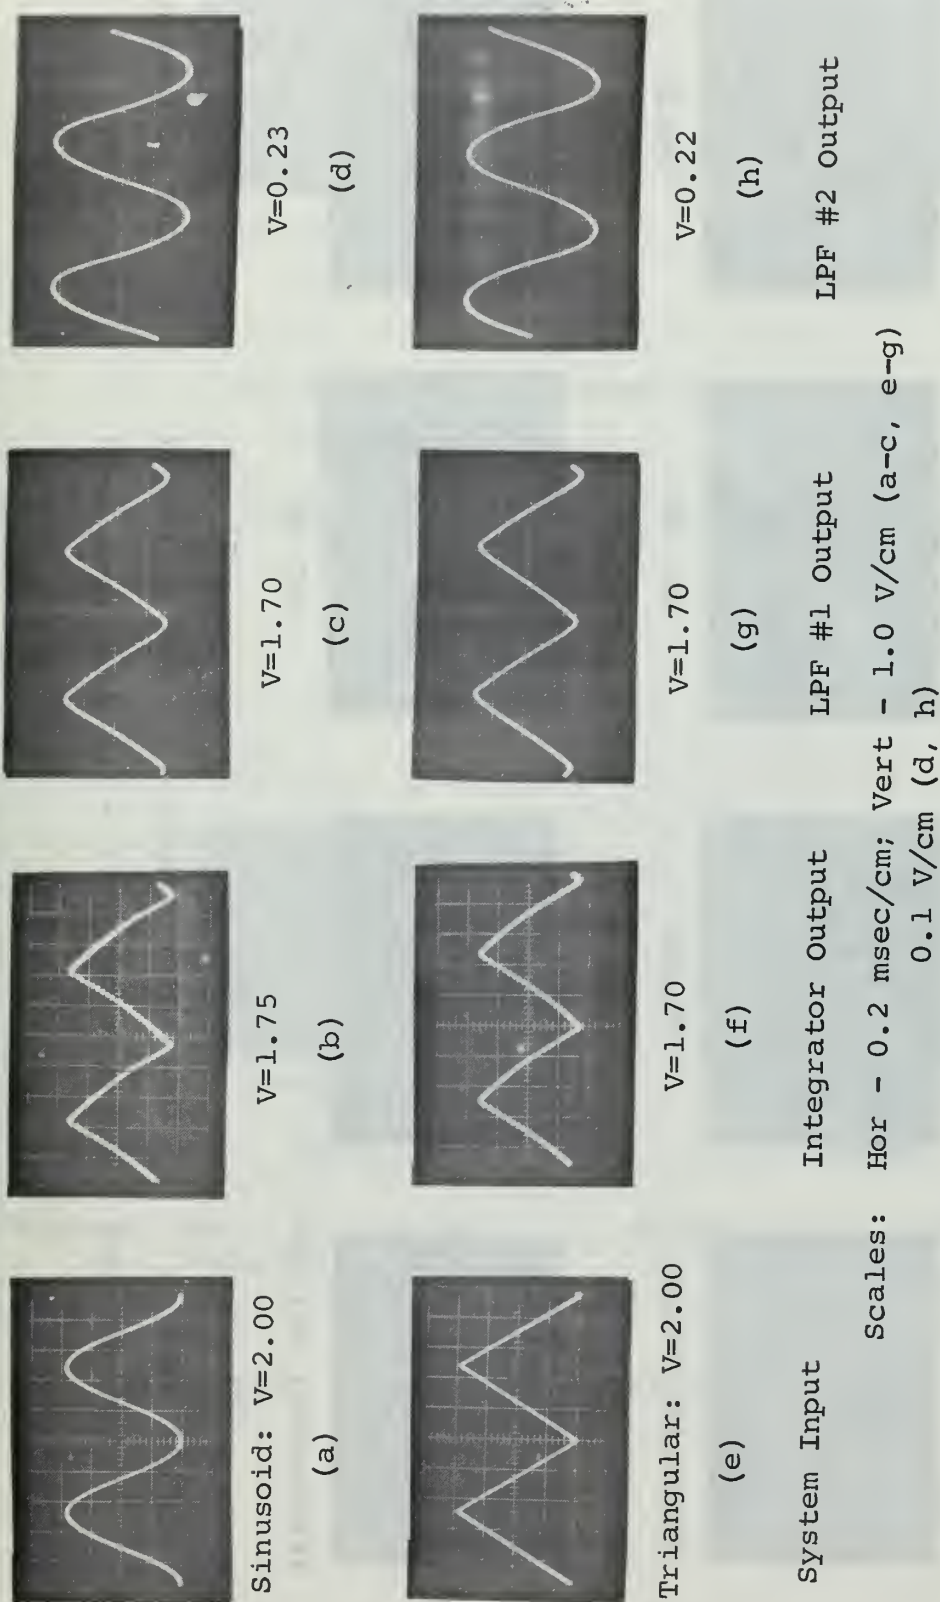 Sinusoid: V=2.00
V=1.75
V=1.70
V=0.23
(a)
(b)
(c)
(d)
Triangular: V=2.00
V=1.70
V=1.70
V=0.22
(e)
(f)
(g)
(h)
System Input
Integrator Output
LPF #1 Output
LPF #2 Output
Scales: Hor - 0.2 msec/cm; Vert - 1.0 V/cm (a-c, e-g)
0.1 V/cm (d, h)